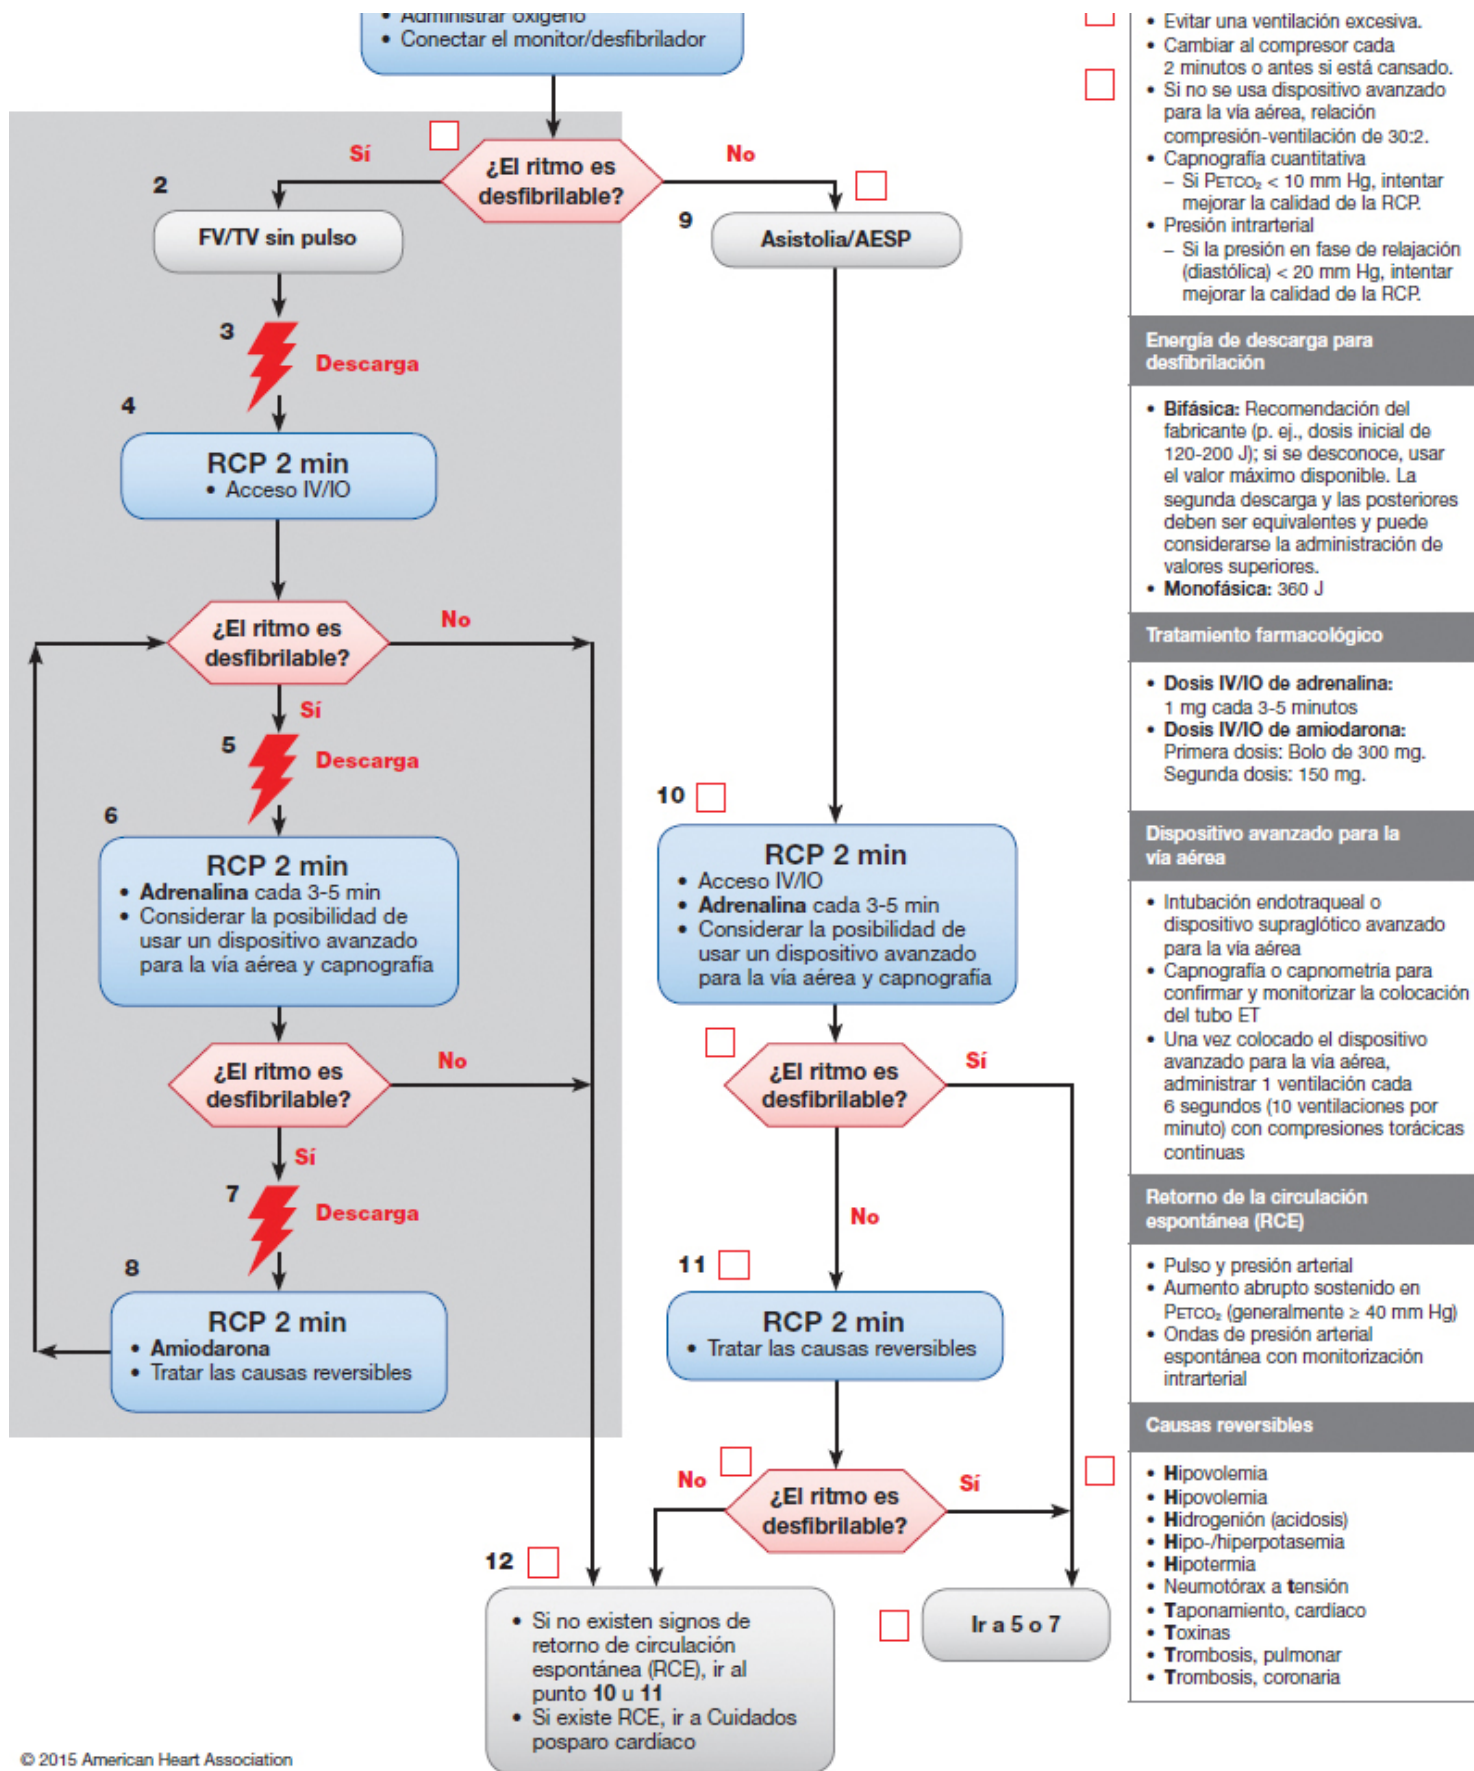 • Administrar oxígeno
• Conectar el monitor/desfibrilador
¿El ritmo es
desfibrilable?
Sí
No
2
FV/TV sin pulso
9
Asistolia/AESP
3
Descarga
4
RCP 2 min
• Acceso IV/IO
¿El ritmo es
desfibrilable?
No
Sí
5
Descarga
6
RCP 2 min
• Adrenalina cada 3-5 min
• Considerar la posibilidad de
usar un dispositivo avanzado
para la vía aérea y capnografía
¿El ritmo es
desfibrilable?
No
Sí
7
Descarga
8
RCP 2 min
• Amiodarona
• Tratar las causas reversibles
10
RCP 2 min
• Acceso IV/IO
• Adrenalina cada 3-5 min
• Considerar la posibilidad de
usar un dispositivo avanzado
para la vía aérea y capnografía
¿El ritmo es
desfibrilable?
Sí
No
11
RCP 2 min
• Tratar las causas reversibles
¿El ritmo es
desfibrilable?
No
Sí
12
• Si no existen signos de
retorno de circulación
espontánea (RCE), ir al
punto 10 u 11
• Si existe RCE, ir a Cuidados
posparo cardíaco
Ir a 5 o 7
© 2015 American Heart Association
• Evitar una ventilación excesiva.
• Cambiar al compresor cada
2 minutos o antes si está cansado.
• Si no se usa dispositivo avanzado
para la vía aérea, relación
compresión-ventilación de 30:2.
• Capnografía cuantitativa
– Si PETCO₂ < 10 mm Hg, intentar
mejorar la calidad de la RCP.
• Presión intrarterial
– Si la presión en fase de relajación
(diastólica) < 20 mm Hg, intentar
mejorar la calidad de la RCP.
Energía de descarga para
desfibrilación
• Bifásica: Recomendación del
fabricante (p. ej., dosis inicial de
120-200 J); si se desconoce, usar
el valor máximo disponible. La
segunda descarga y las posteriores
deben ser equivalentes y puede
considerarse la administración de
valores superiores.
• Monofásica: 360 J
Tratamiento farmacológico
• Dosis IV/IO de adrenalina:
1 mg cada 3-5 minutos
• Dosis IV/IO de amiodarona:
Primera dosis: Bolo de 300 mg.
Segunda dosis: 150 mg.
Dispositivo avanzado para la
vía aérea
• Intubación endotraqueal o
dispositivo supraglótico avanzado
para la vía aérea
• Capnografía o capnometría para
confirmar y monitorizar la colocación
del tubo ET
• Una vez colocado el dispositivo
avanzado para la vía aérea,
administrar 1 ventilación cada
6 segundos (10 ventilaciones por
minuto) con compresiones torácicas
continuas
Retorno de la circulación
espontánea (RCE)
• Pulso y presión arterial
• Aumento abrupto sostenido en
PETCO₂ (generalmente ≥ 40 mm Hg)
• Ondas de presión arterial
espontánea con monitorización
intrarterial
Causas reversibles
• Hipovolemia
• Hipovolemia
• Hidrogenión (acidosis)
• Hipo-/hiperpotasemia
• Hipotermia
• Neumotórax a tensión
• Taponamiento, cardíaco
• Toxinas
• Trombosis, pulmonar
• Trombosis, coronaria